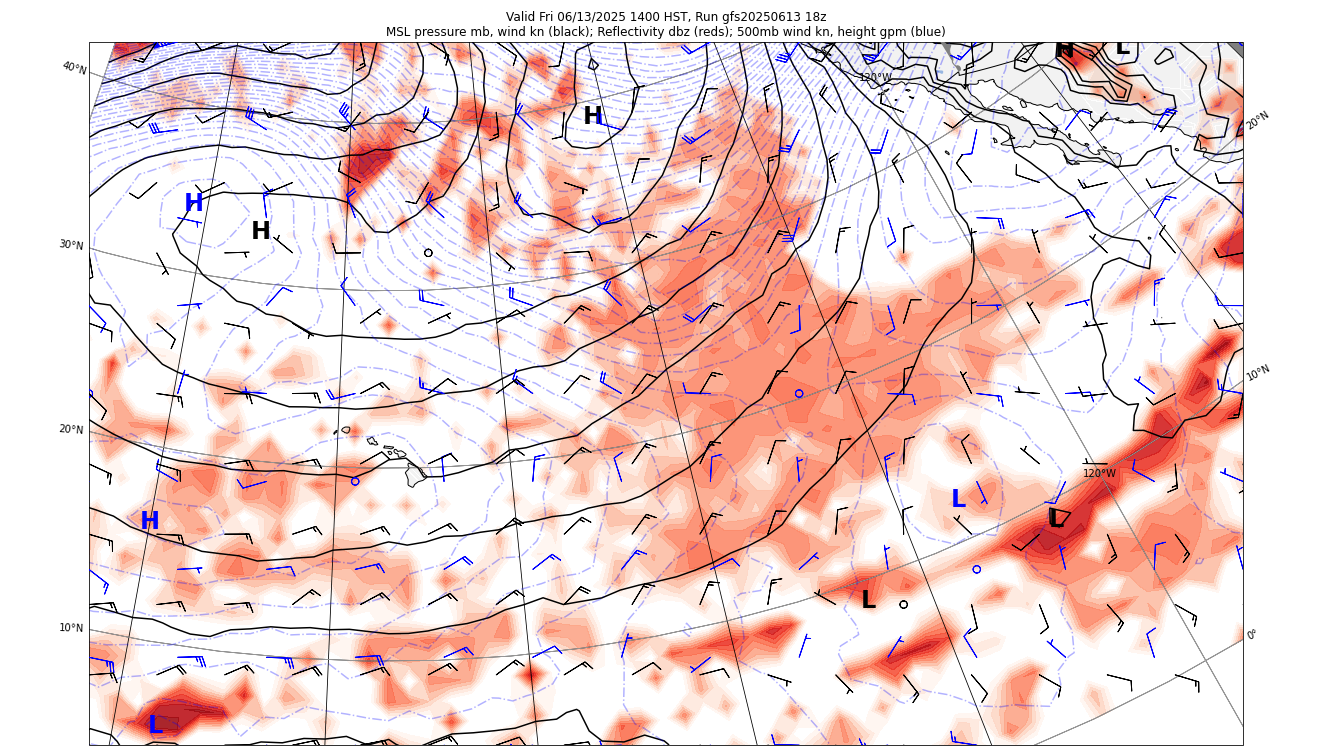 Valid Fri 06/13/2025 1400 HST, Run gfs20250613 18z
MSL pressure mb, wind kn (black); Reflectivity dbz (reds); 500mb wind kn, height gpm (blue)
H L
40°N
120°W
H
20°N
H
H
30°N
10°N
20°N
120°W
L
H
L
L
10°N
0°
L